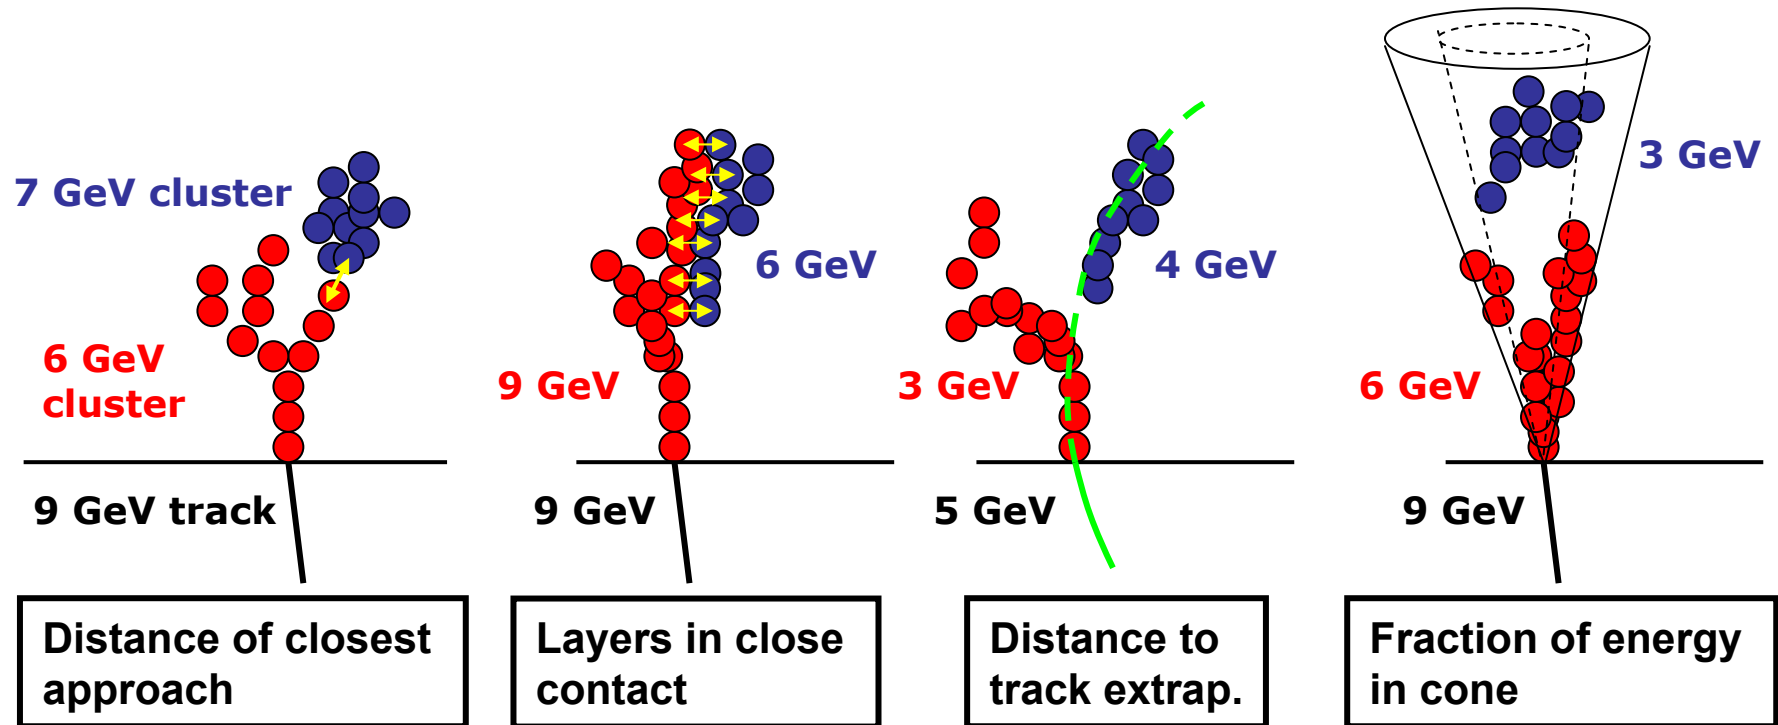 7 GeV cluster
6 GeV
cluster
9 GeV track
Distance of closest
approach
6 GeV
9 GeV
9 GeV
Layers in close
contact
4 GeV
3 GeV
5 GeV
Distance to
track extrap.
3 GeV
6 GeV
9 GeV
Fraction of energy
in cone